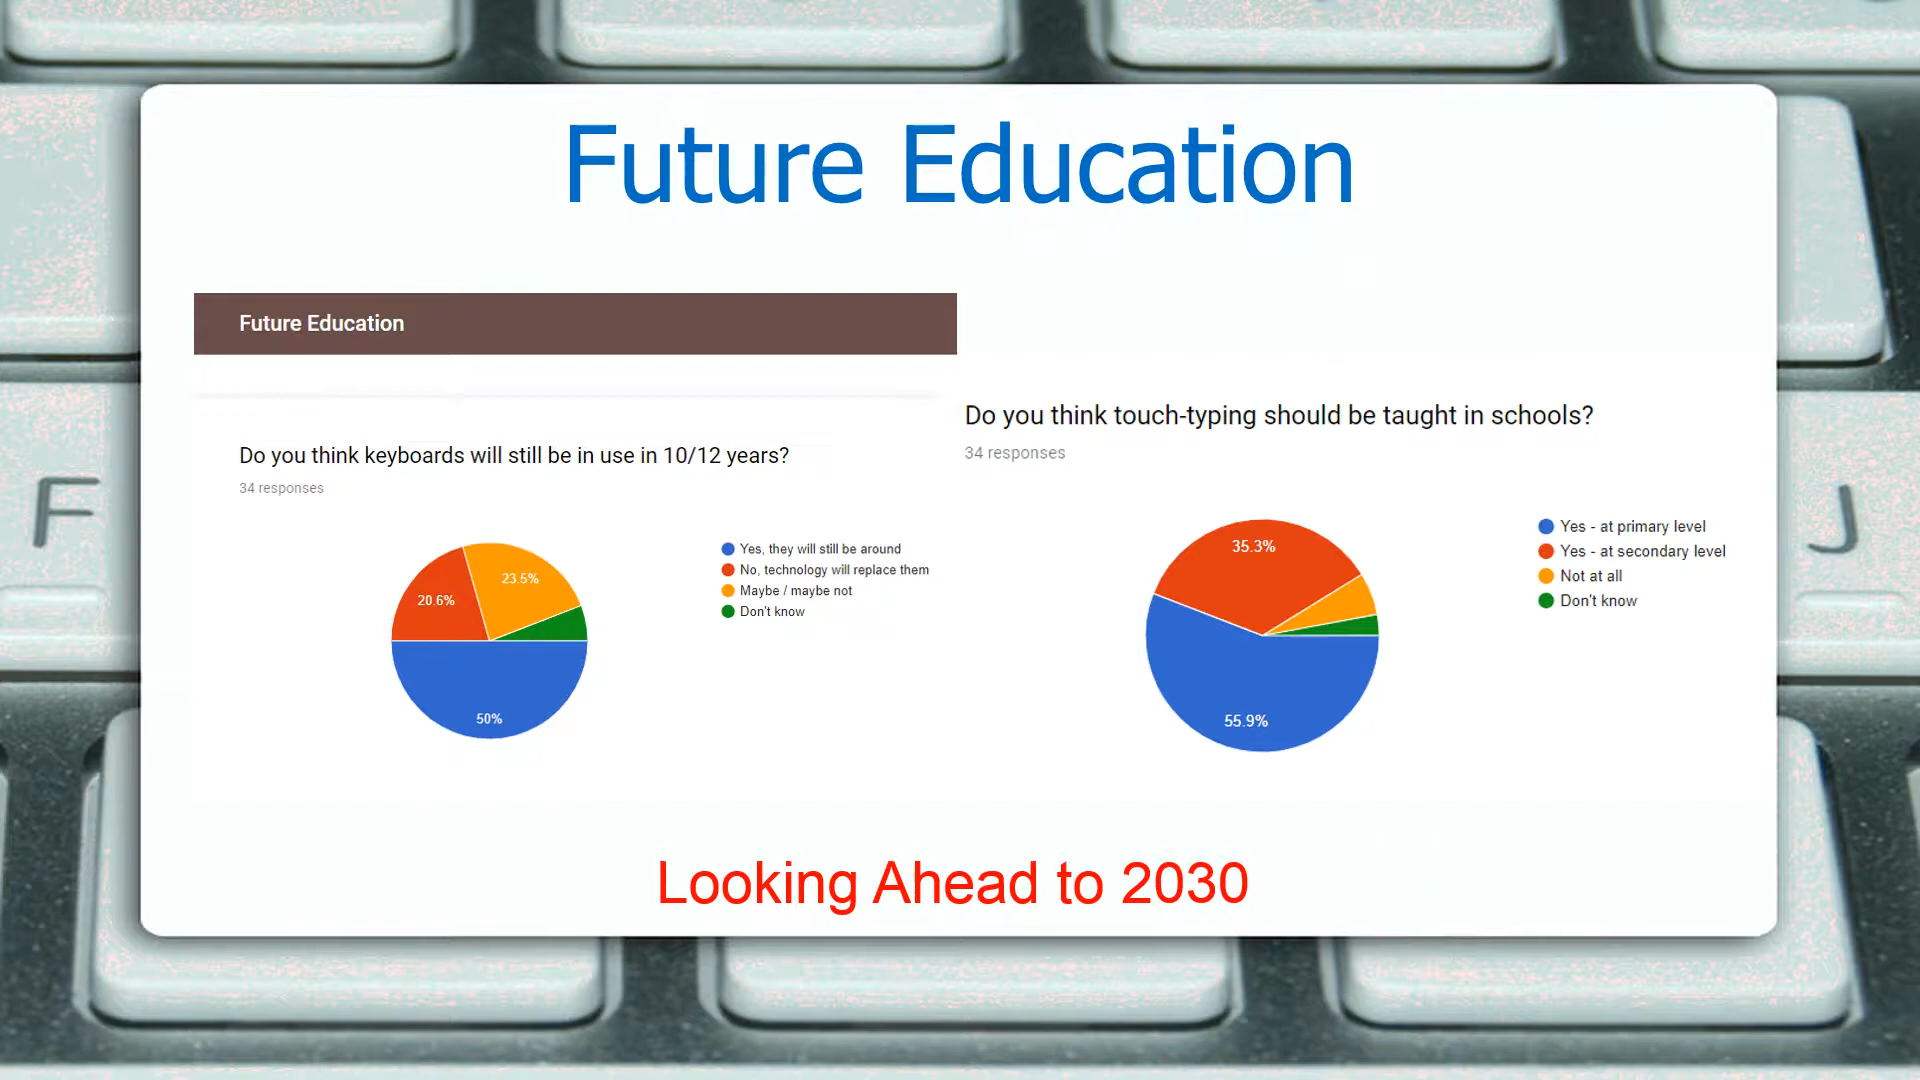 Future Education
Future Education
Do you think keyboards will still be in use in 10/12 years?
34 responses
20.6%
23.5%
50%
Yes, they will still be around
No, technology will replace them
Maybe / maybe not
Don't know
Do you think touch-typing should be taught in schools?
34 responses
35.3%
55.9%
Yes - at primary level
Yes - at secondary level
Not at all
Don't know
Looking Ahead to 2030
F
J